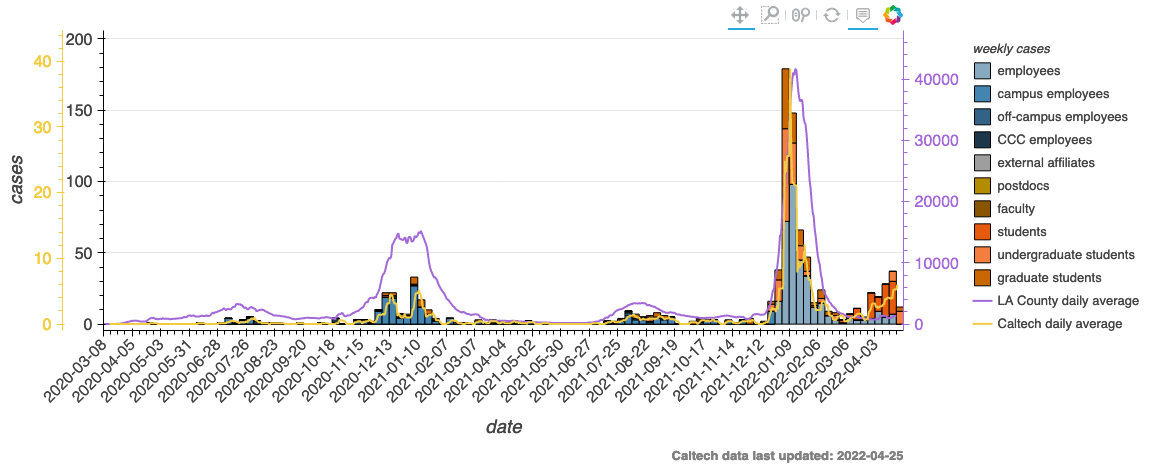 200
150
100
50
0
cases
40
30
20
10
0
40000
30000
20000
10000
0
2020-03-08
2020-04-05
2020-05-03
2020-05-31
2020-06-28
2020-07-26
2020-08-23
2020-09-20
2020-10-18
2020-11-15
2020-12-13
2021-01-10
2021-02-07
2021-03-07
2021-04-04
2021-05-02
2021-05-30
2021-06-27
2021-07-25
2021-08-22
2021-09-19
2021-10-17
2021-11-14
2021-12-12
2022-01-09
2022-02-06
2022-03-06
2022-04-03
date
weekly cases
employees
campus employees
off-campus employees
CCC employees
external affiliates
postdocs
faculty
students
undergraduate students
graduate students
LA County daily average
Caltech daily average
Caltech data last updated: 2022-04-25